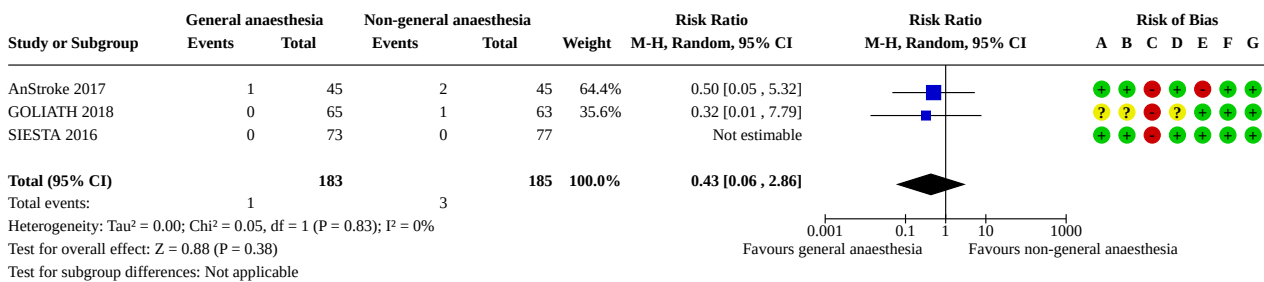 General anaesthesia Non-general anaesthesia Risk Ratio Risk Ratio Risk of Bias
Study or Subgroup Events Total Events Total Weight M-H, Random, 95% CI M-H, Random, 95% CI A B C D E F G
AnStroke 2017 1 45 2 45 64.4% 0.50 [0.05 , 5.32] + + - + - + +
GOLIATH 2018 0 65 1 63 35.6% 0.32 [0.01 , 7.79] ? ? - ? + + +
SIESTA 2016 0 73 0 77 Not estimable + + - + + + +
Total (95% CI) 183 185 100.0% 0.43 [0.06 , 2.86]
Total events: 1 3
Heterogeneity: Tau² = 0.00; Chi² = 0.05, df = 1 (P = 0.83); I² = 0%
0.001 0.1 1 10 1000
Test for overall effect: Z = 0.88 (P = 0.38) Favours general anaesthesia Favours non-general anaesthesia
Test for subgroup differences: Not applicable